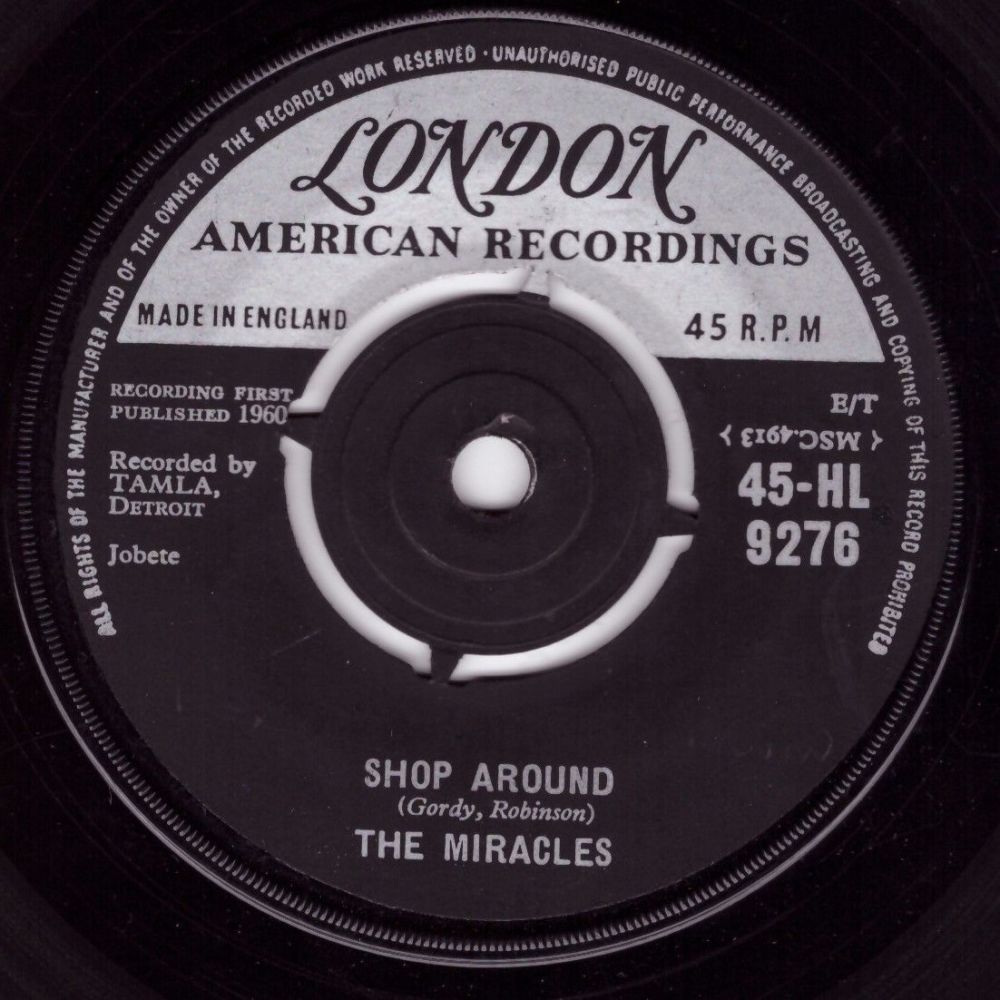 ALL RIGHTS OF THE MANUFACTURER AND OF THE OWNER OF THE RECORDED WORK RESERVED · UNAUTHORISED PUBLIC PERFORMANCE BROADCASTING AND COPYING OF THIS RECORD PROHIBITED
LONDON
AMERICAN RECORDINGS
MADE IN ENGLAND
45 R.P.M
RECORDING FIRST
PUBLISHED 1960
Recorded by
TAMLA,
DETROIT
Jobete
E/T
( MSC.4913 )
45-HL
9276
SHOP AROUND
(Gordy, Robinson)
THE MIRACLES